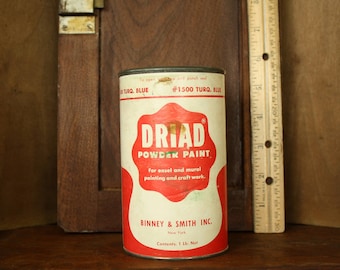 TURQ. BLUE #1500 TURQ. BLUE
DRIAD®
POWDER PAINT
For easel and mural
painting and craft work.
BINNEY & SMITH INC.
New York
Contents: 1 Lb. Net